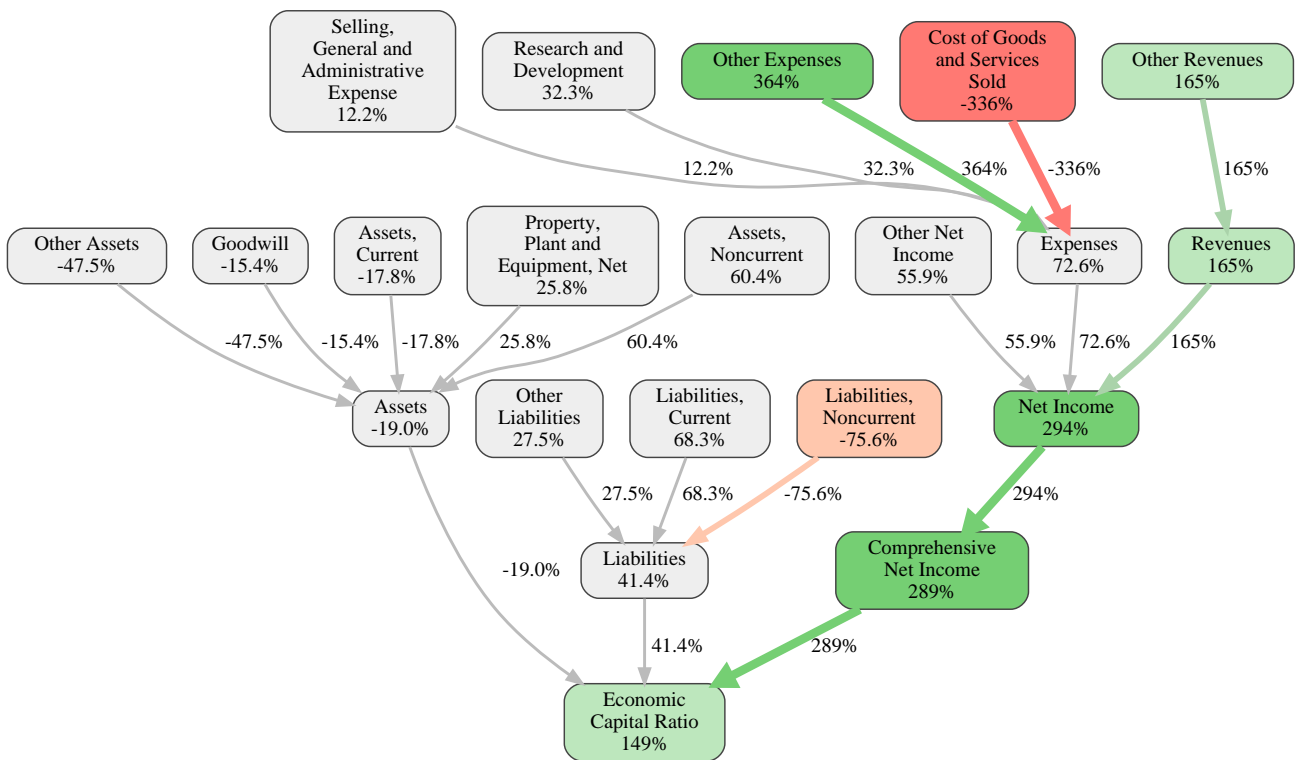 Selling,
General and
Administrative
Expense
12.2%
Research and
Development
32.3%
Other Expenses
364%
Cost of Goods
and Services
Sold
-336%
Other Revenues
165%
12.2%
32.3%
364%
-336%
165%
Other Assets
-47.5%
Goodwill
-15.4%
Assets,
Current
-17.8%
Property,
Plant and
Equipment, Net
25.8%
Assets,
Noncurrent
60.4%
Other Net
Income
55.9%
Expenses
72.6%
Revenues
165%
-47.5%
-15.4%
-17.8%
25.8%
60.4%
55.9%
72.6%
165%
Assets
-19.0%
Other
Liabilities
27.5%
Liabilities,
Current
68.3%
Liabilities,
Noncurrent
-75.6%
Net Income
294%
27.5%
68.3%
-75.6%
294%
-19.0%
Liabilities
41.4%
Comprehensive
Net Income
289%
41.4%
289%
Economic
Capital Ratio
149%